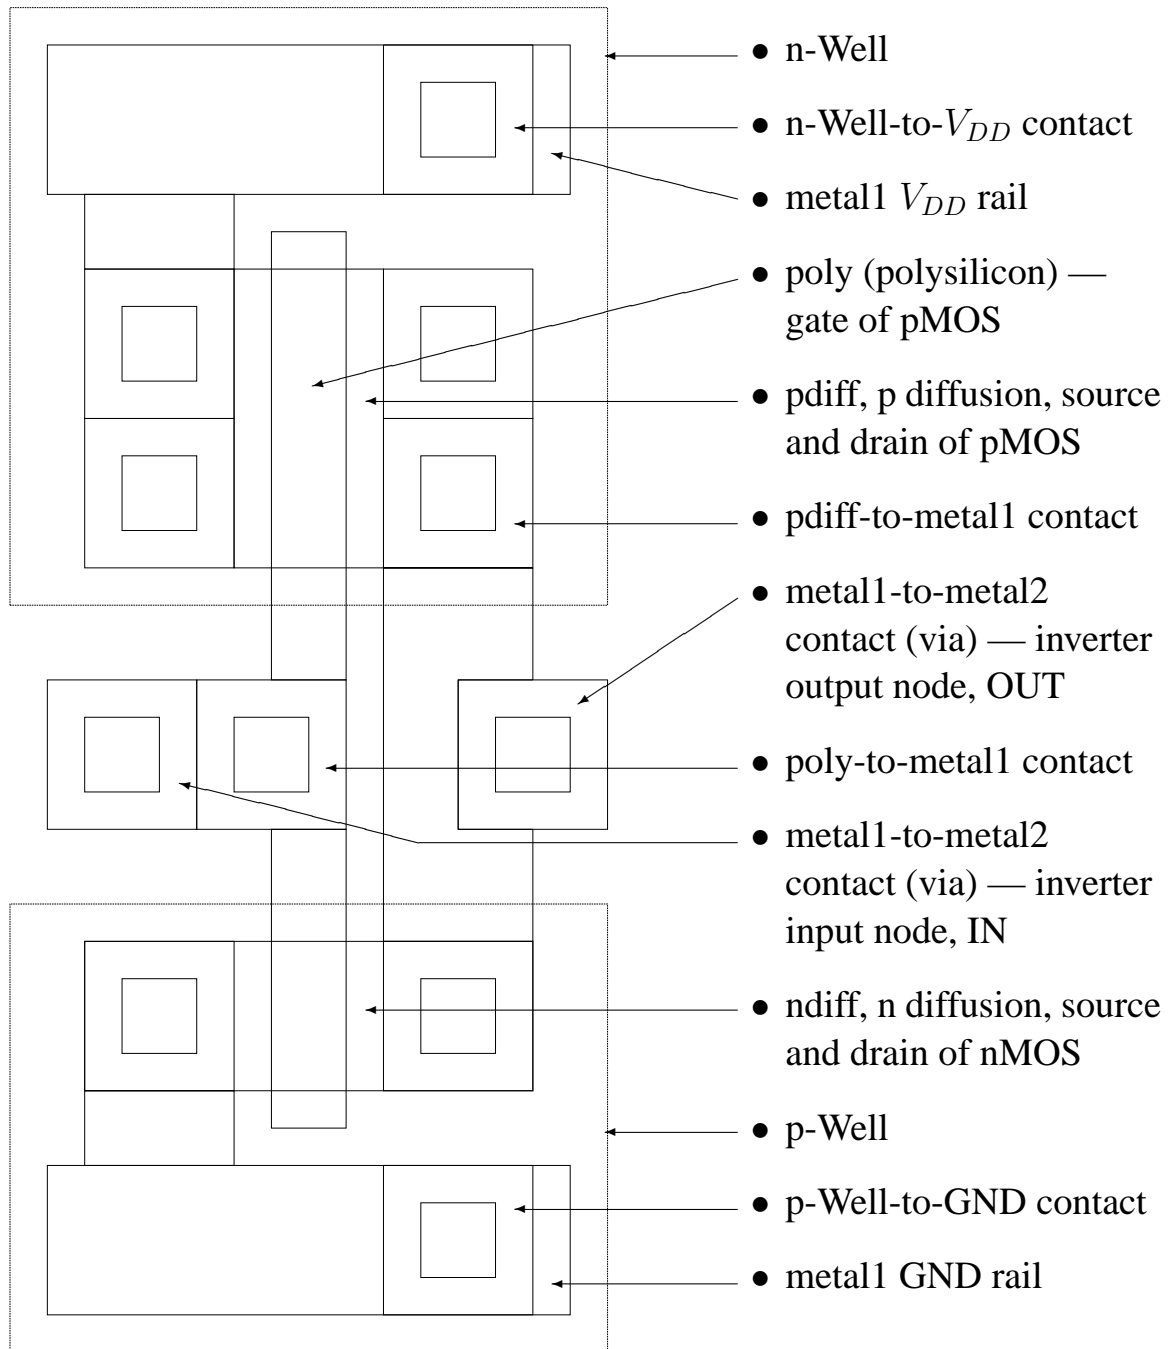 • n-Well
• n-Well-to-V_DD contact
• metal1 V_DD rail
• poly (polysilicon) —
gate of pMOS
• pdiff, p diffusion, source
and drain of pMOS
• pdiff-to-metal1 contact
• metal1-to-metal2
contact (via) — inverter
output node, OUT
• poly-to-metal1 contact
• metal1-to-metal2
contact (via) — inverter
input node, IN
• ndiff, n diffusion, source
and drain of nMOS
• p-Well
• p-Well-to-GND contact
• metal1 GND rail